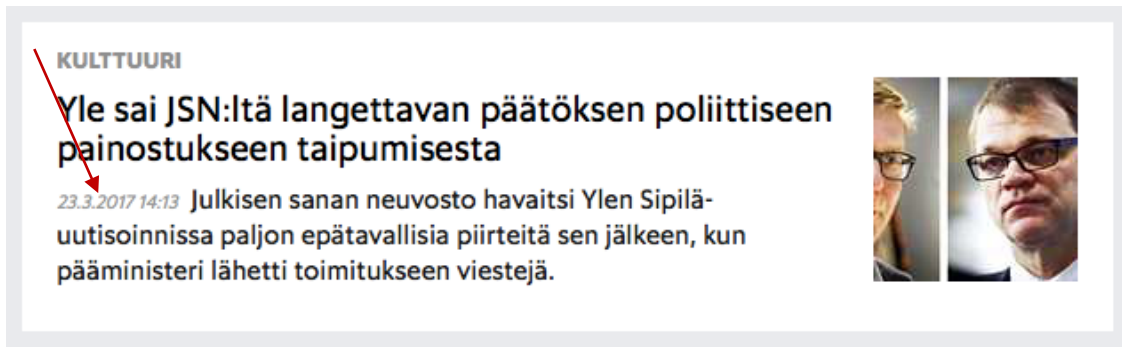 KULTTUURI
Yle sai JSN:ltä langettavan päätöksen poliittiseen
painostukseen taipumisesta
23.3.2017 14:13 Julkisen sanan neuvosto havaitsi Ylen Sipilä-
uutisoinnissa paljon epätavallisia piirteitä sen jälkeen, kun
pääministeri lähetti toimitukseen viestejä.